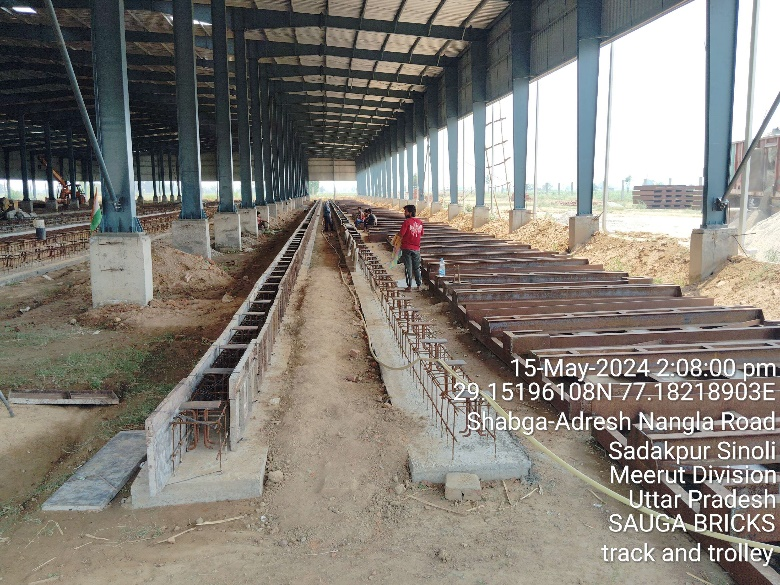 15-May-2024 2:08:00 pm
29.15196108N 77.18218903E
Shabga-Adresh Nangla Road
Sadakpur Sinoli
Meerut Division
Uttar Pradesh
SAUGA BRICKS
track and trolley